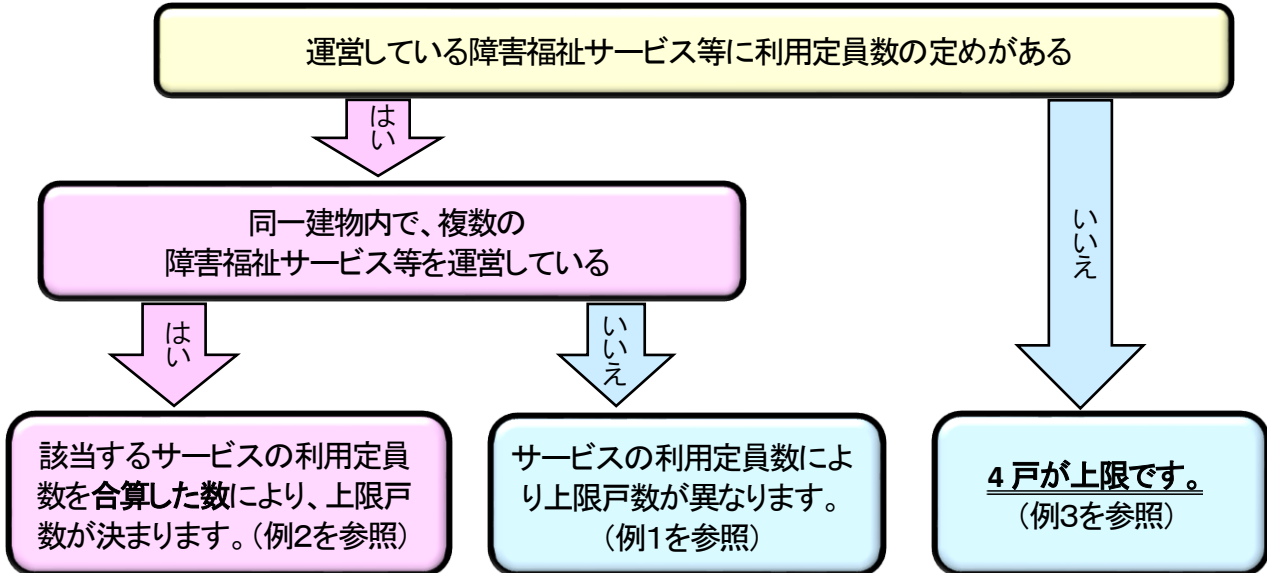 運営している障害福祉サービス等に利用定員数の定めがある
はい
いいえ
同一建物内で、複数の
障害福祉サービス等を運営している
はい
いいえ
該当するサービスの利用定員
数を合算した数により、上限戸
数が決まります。（例2を参照）
サービスの利用定員数によ
り上限戸数が異なります。
（例1を参照）
4 戸が上限です。
（例3を参照）